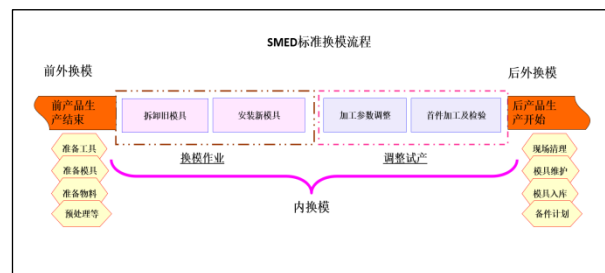 SMED标准换模流程
前外换模
后外换模
前产品生
产结束
拆卸旧模具
安装新模具
加工参数调整
首件加工及检验
后产品生
产开始
换模作业
调整试产
准备工具
准备模具
准备物料
预处理等
现场清理
模具维护
模具入库
备件计划
内换模